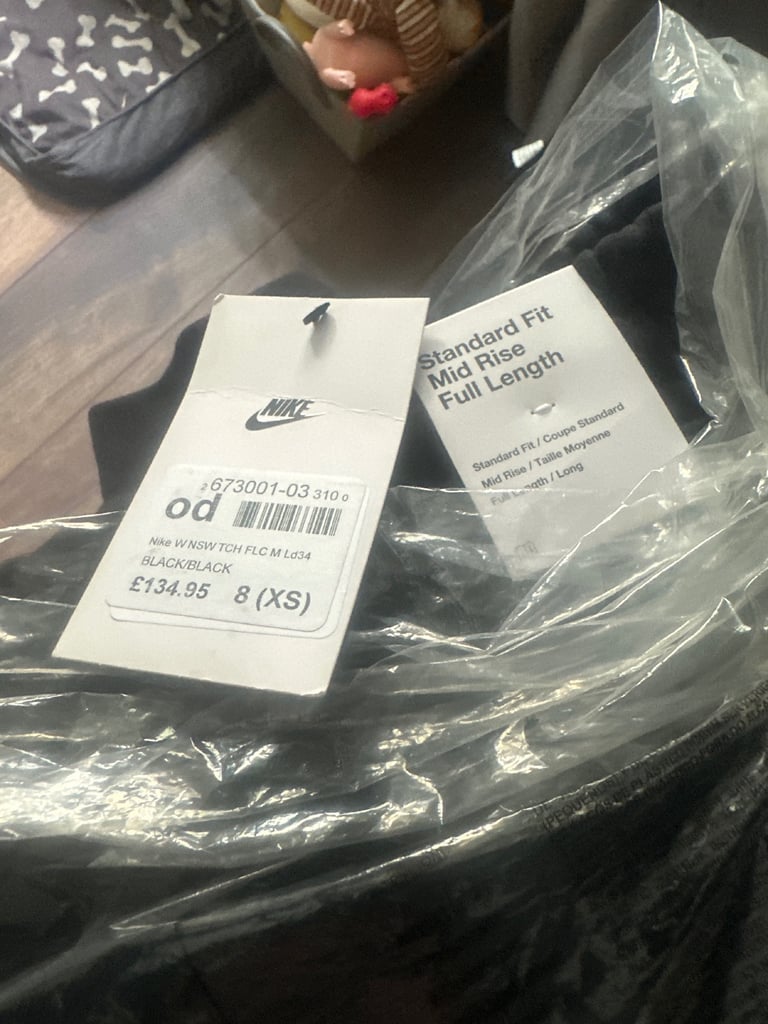 NIKE
2 673001-03 310 0
od
Nike W NSW TCH FLC M Ld34
BLACK/BLACK
£134.95 8 (XS)
Standard Fit
Mid Rise
Full Length
Standard Fit / Coupe Standard
Mid Rise / Taille Moyenne
Full Length / Long